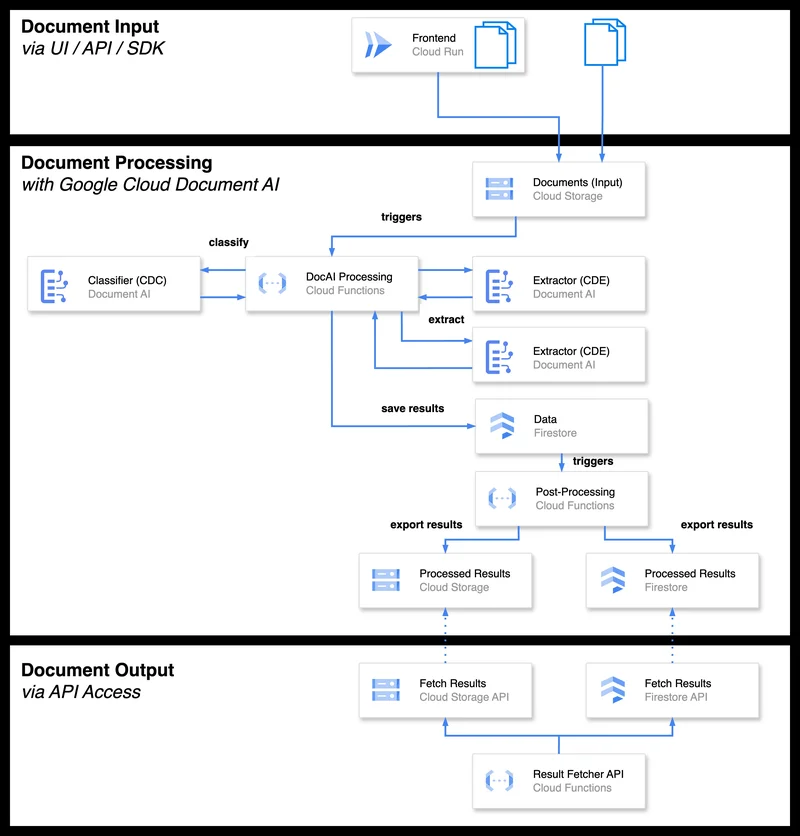 Document Input
via UI / API / SDK
Frontend
Cloud Run
Document Processing
with Google Cloud Document AI
Documents (Input)
Cloud Storage
triggers
classify
Classifier (CDC)
Document AI
DocAI Processing
Cloud Functions
Extractor (CDE)
Document AI
extract
Extractor (CDE)
Document AI
save results
Data
Firestore
triggers
Post-Processing
Cloud Functions
export results
export results
Processed Results
Cloud Storage
Processed Results
Firestore
Document Output
via API Access
Fetch Results
Cloud Storage API
Fetch Results
Firestore API
Result Fetcher API
Cloud Functions